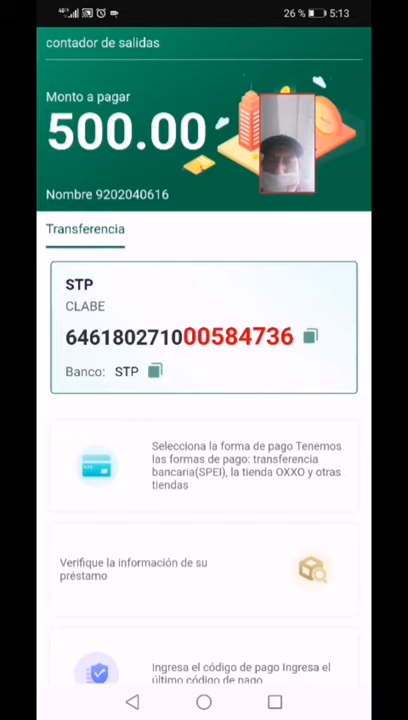 26 % 5:13
contador de salidas
Monto a pagar
500.00
Nombre 9202040616
Transferencia
STP
CLABE
646180271000584736
Banco: STP
Selecciona la forma de pago Tenemos
las formas de pago: transferencia
bancaria(SPEI), la tienda OXXO y otras
tiendas
Verifique la información de su
préstamo
Ingresa el código de pago Ingresa el
último código de pago